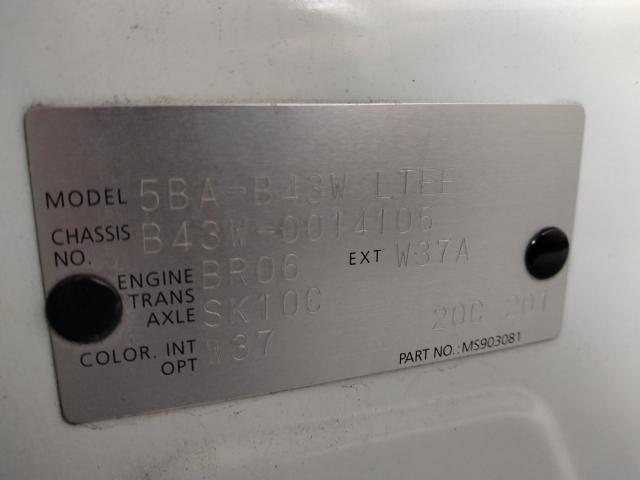 MODEL 5BA-B43W LTEE
CHASSIS NO. B43W-0014106
ENGINE BR06 EXT W37A
TRANS AXLE SK10C
COLOR. INT W37 20C 201
OPT PART NO.:MS903081